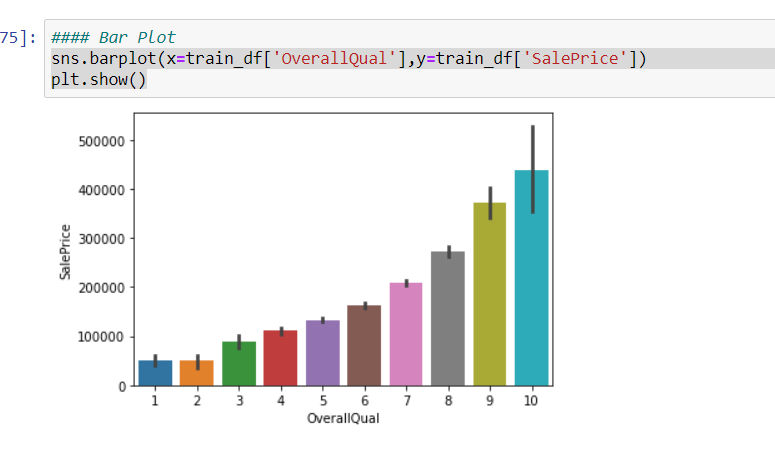 75]: #### Bar Plot
sns.barplot(x=train_df['OverallQual'],y=train_df['SalePrice'])
plt.show()
500000
400000
300000
200000
100000
0
SalePrice
1 2 3 4 5 6 7 8 9 10
OverallQual